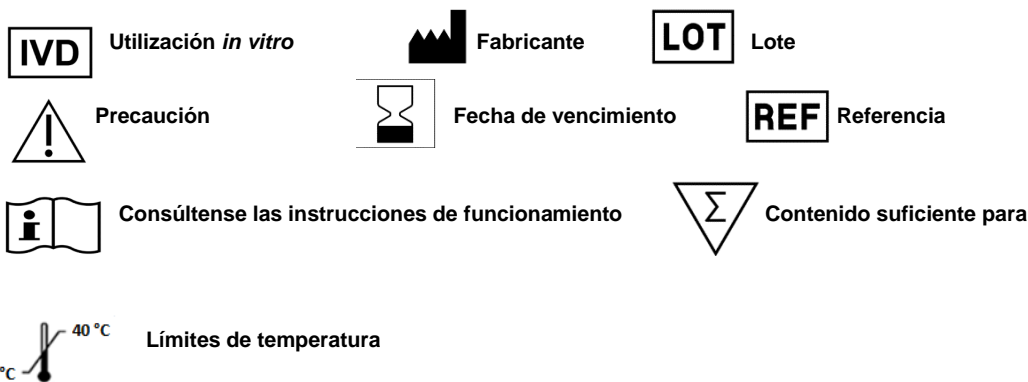 IVD Utilización in vitro Fabricante LOT Lote
Precaución Fecha de vencimiento REF Referencia
i Consúltense las instrucciones de funcionamiento Σ Contenido suficiente para
40 °C
Límites de temperatura
°C